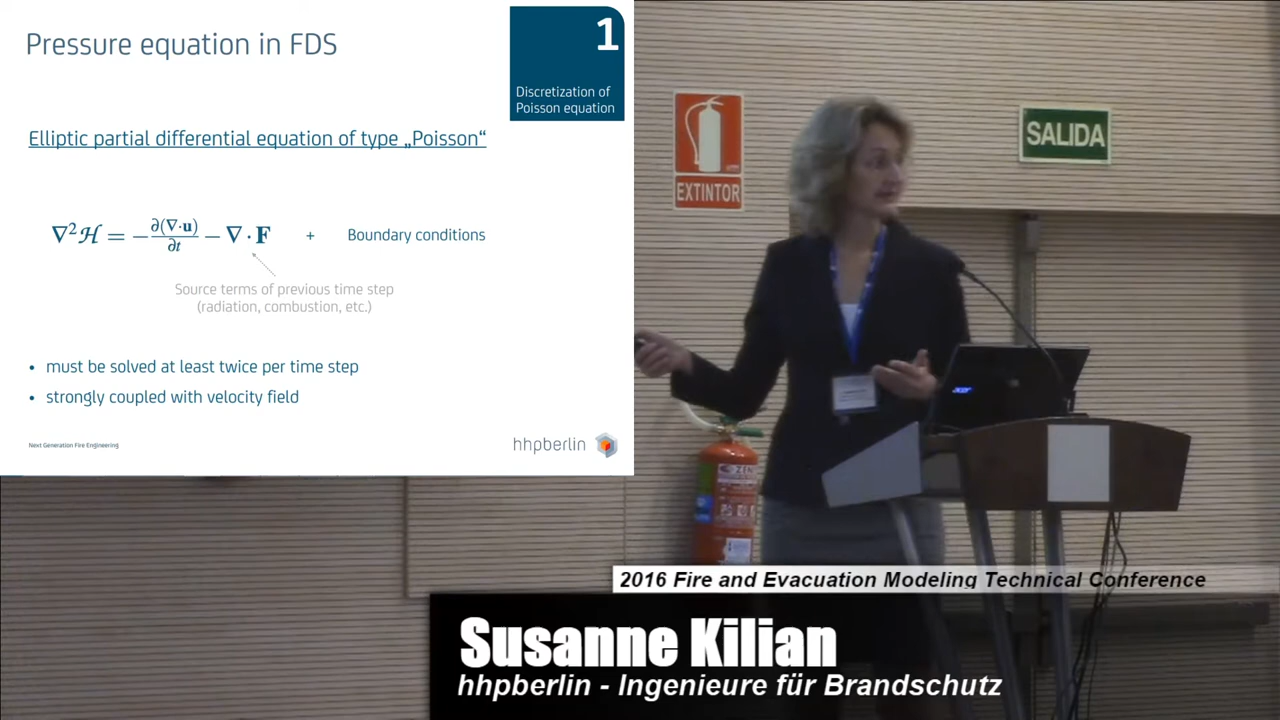 Pressure equation in FDS
1
Discretization of
Poisson equation
Elliptic partial differential equation of type „Poisson“
∇²ℋ = −∂(∇·u)/∂t − ∇·F + Boundary conditions
Source terms of previous time step
(radiation, combustion, etc.)
• must be solved at least twice per time step
• strongly coupled with velocity field
Next Generation Fire Engineering
hhpberlin
EXTINTOR
SALIDA
acer
2016 Fire and Evacuation Modeling Technical Conference
Susanne Kilian
hhpberlin - Ingenieure für Brandschutz